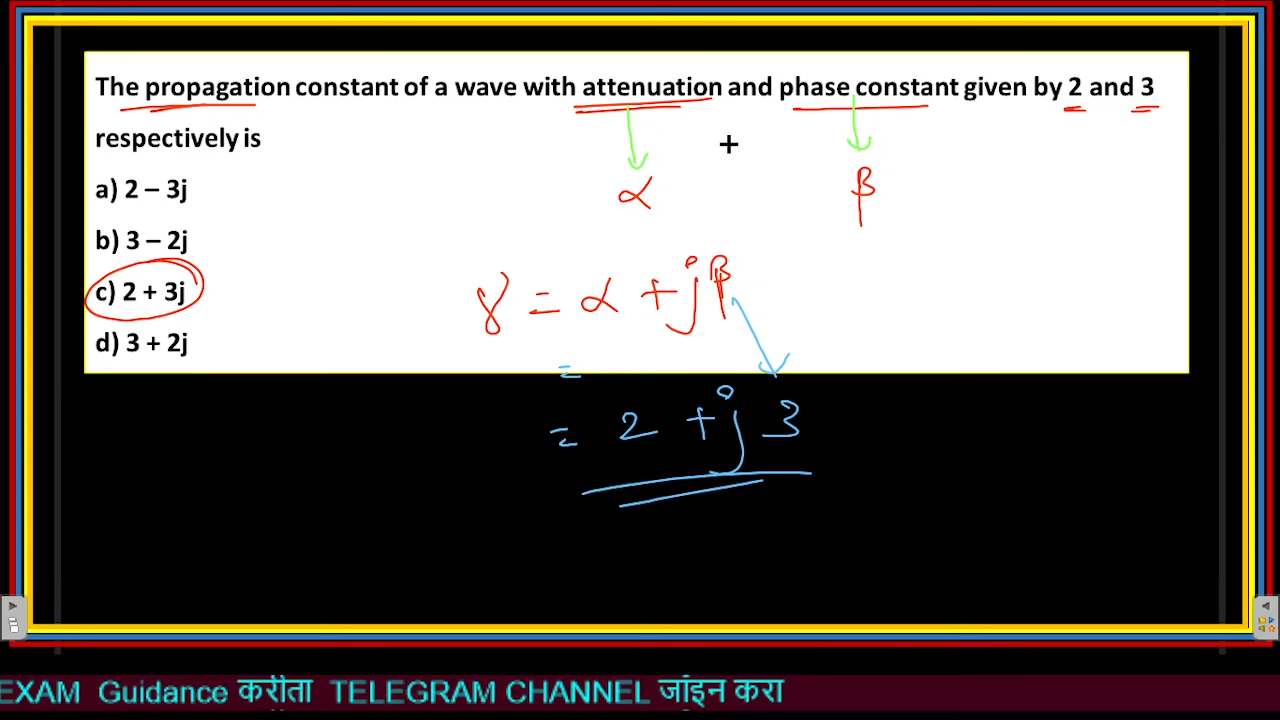 The propagation constant of a wave with attenuation and phase constant given by 2 and 3
respectively is
+
α
β
a) 2 – 3j
b) 3 – 2j
c) 2 + 3j
d) 3 + 2j
γ = α + jβ
=
= 2 + j 3
EXAM Guidance करीता TELEGRAM CHANNEL जॉइन करा